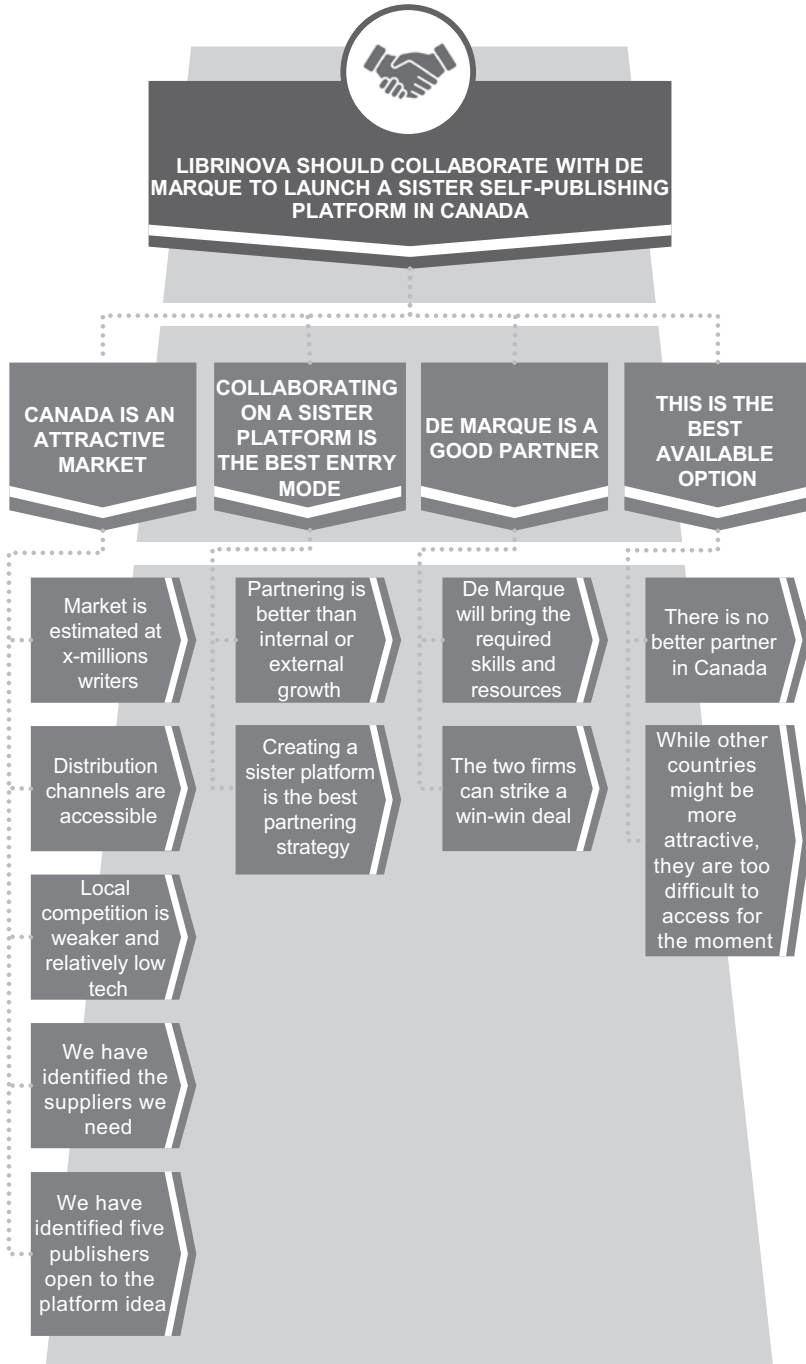 LIBRINOVA SHOULD COLLABORATE WITH DE
MARQUE TO LAUNCH A SISTER SELF-PUBLISHING
PLATFORM IN CANADA
CANADA IS AN
ATTRACTIVE
MARKET
Market is
estimated at
x-millions
writers
Distribution
channels are
accessible
Local
competition is
weaker and
relatively low
tech
We have
identified the
suppliers we
need
We have
identified five
publishers
open to the
platform idea
COLLABORATING
ON A SISTER
PLATFORM IS
THE BEST ENTRY
MODE
Partnering is
better than
internal or
external
growth
Creating a
sister platform
is the best
partnering
strategy
DE MARQUE IS A
GOOD PARTNER
De Marque
will bring the
required
skills and
resources
The two firms
can strike a
win-win deal
THIS IS THE
BEST
AVAILABLE
OPTION
There is no
better partner
in Canada
While other
countries
might be
more
attractive,
they are too
difficult to
access for
the moment